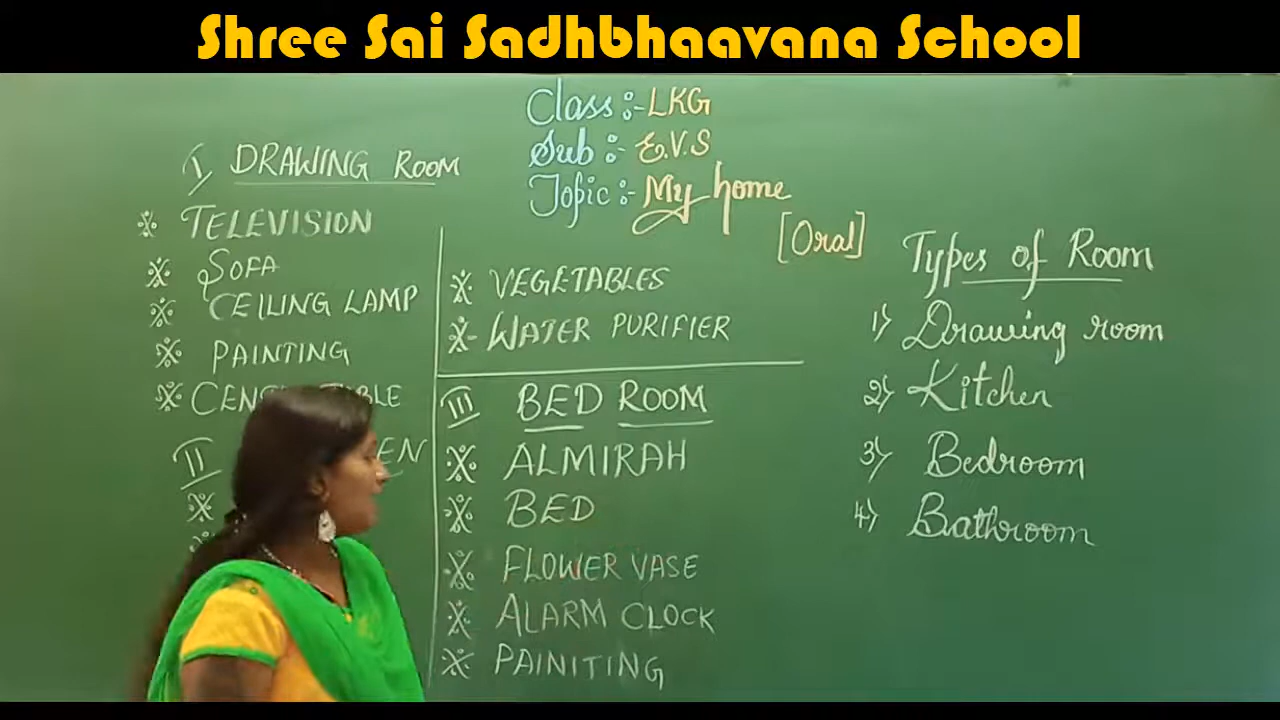 Shree Sai Sadhbhaavana School
Class :- LKG
Sub :- E.V.S
Topic :- My home
[Oral]
I, DRAWING ROOM
TELEVISION
SOFA
CEILING LAMP
PAINTING
II
VEGETABLES
WATER PURIFIER
III BED ROOM
ALMIRAH
BED
FLOWER VASE
ALARM CLOCK
PAINITING
Types of Room
1) Drawing room
2) Kitchen
3) Bedroom
4) Bathroom